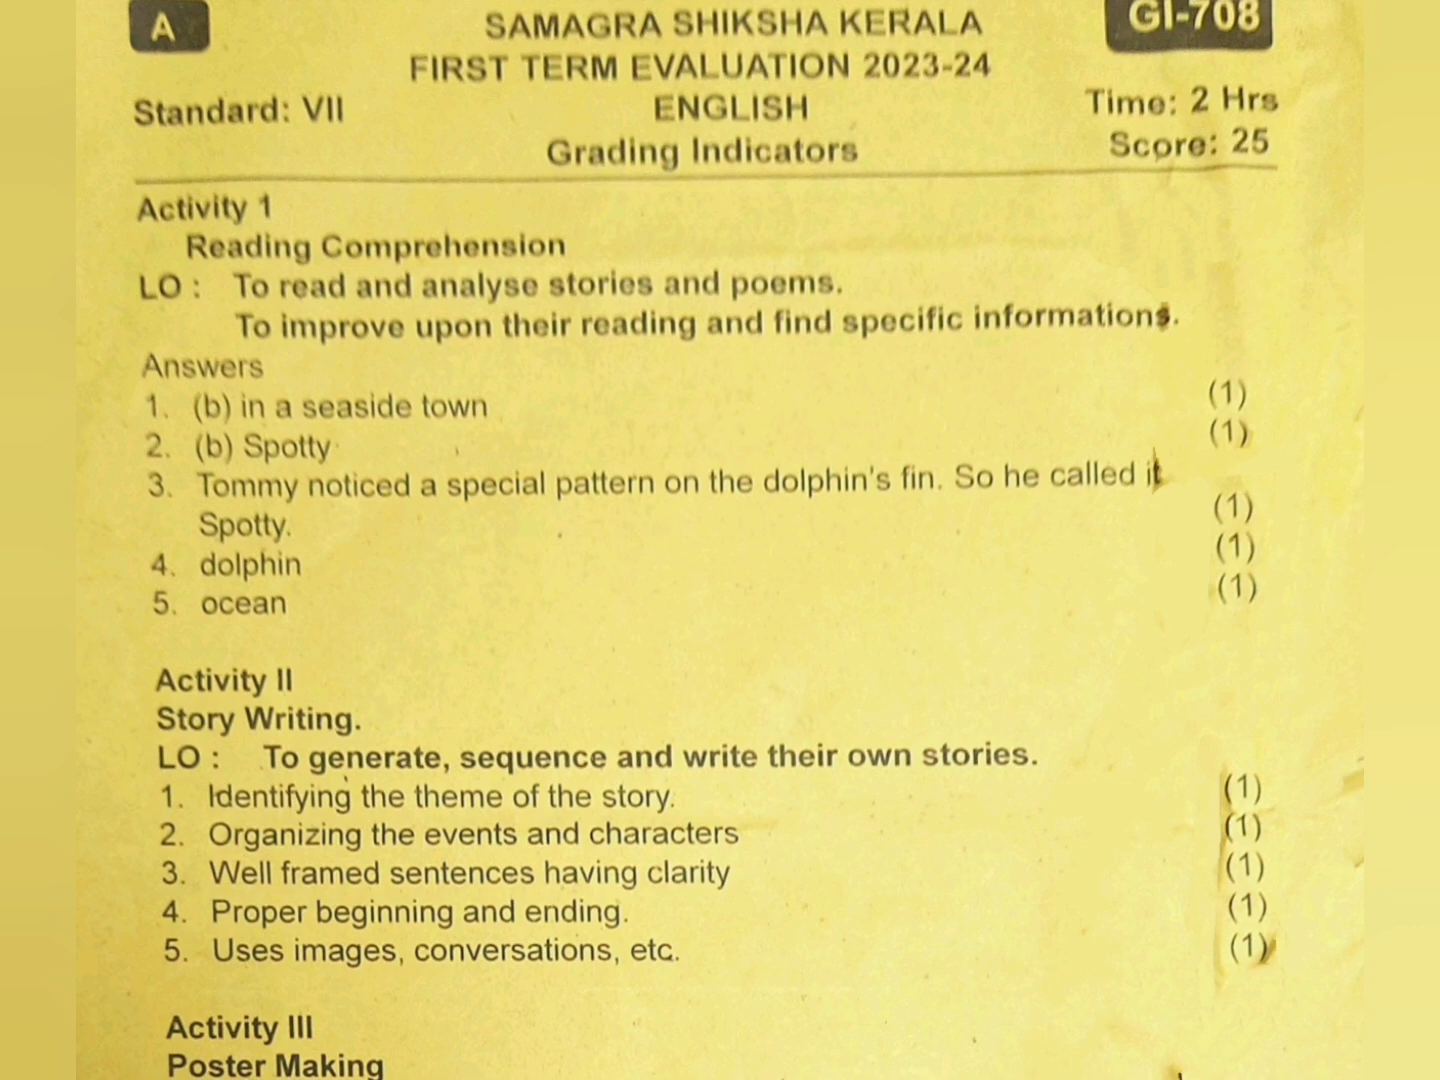 A
SAMAGRA SHIKSHA KERALA
GI-708
FIRST TERM EVALUATION 2023-24
Standard: VII
ENGLISH
Time: 2 Hrs
Grading Indicators
Score: 25
Activity 1
Reading Comprehension
LO : To read and analyse stories and poems.
To improve upon their reading and find specific informations.
Answers
1. (b) in a seaside town (1)
2. (b) Spotty (1)
3. Tommy noticed a special pattern on the dolphin's fin. So he called it
Spotty. (1)
4. dolphin (1)
5. ocean (1)
Activity II
Story Writing.
LO : To generate, sequence and write their own stories.
1. Identifying the theme of the story. (1)
2. Organizing the events and characters (1)
3. Well framed sentences having clarity (1)
4. Proper beginning and ending. (1)
5. Uses images, conversations, etc. (1)
Activity III
Poster Making